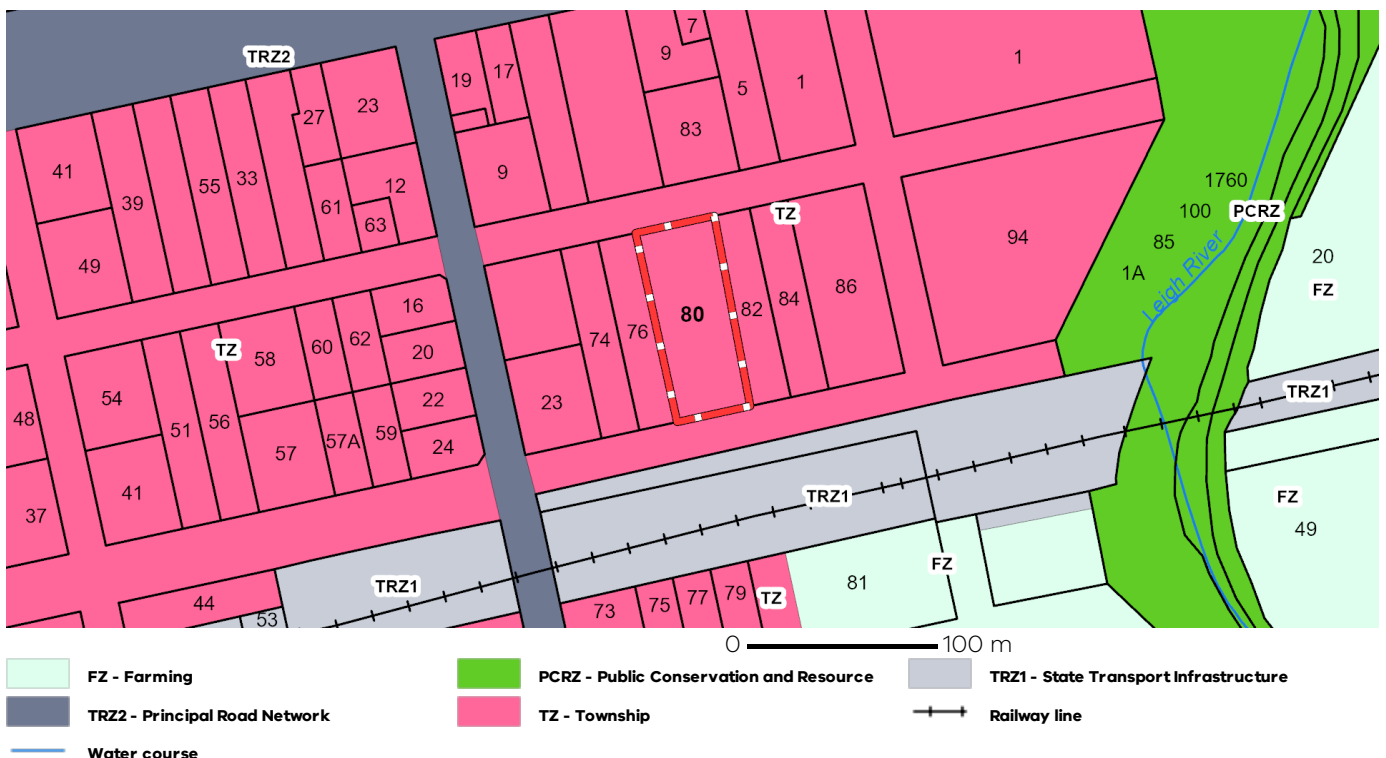 7
TRZ2
9
17
1
1
19
5
23
27
83
41
9
39
55
33
12
61
63
1760
100
PCRZ
TZ
85
94
49
1A
Leigh River
20
FZ
16
80
86
84
82
76
74
62
60
58
TZ
20
54
TRZ1
22
23
48
56
51
59
57A
24
57
41
TRZ1
FZ
37
49
FZ
81
TRZ1
79
TZ
77
75
44
73
53
0 100 m
FZ - Farming
PCRZ - Public Conservation and Resource
TRZ1 - State Transport Infrastructure
TRZ2 - Principal Road Network
TZ - Township
Railway line
Water course